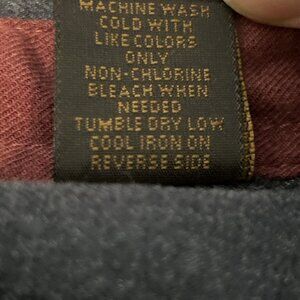 MACHINE WASH
COLD WITH
LIKE COLORS
ONLY
NON-CHLORINE
BLEACH WHEN
NEEDED
TUMBLE DRY LOW
COOL IRON ON
REVERSE SIDE